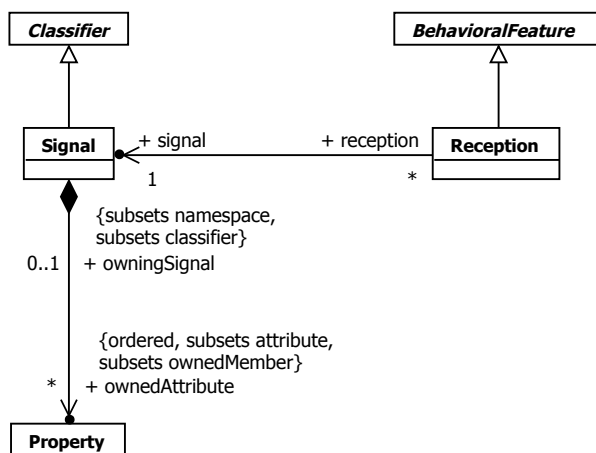 Classifier
BehavioralFeature
Signal
+ signal
+ reception
Reception
1
*
{subsets namespace,
subsets classifier}
0..1
+ owningSignal
{ordered, subsets attribute,
subsets ownedMember}
*
+ ownedAttribute
Property